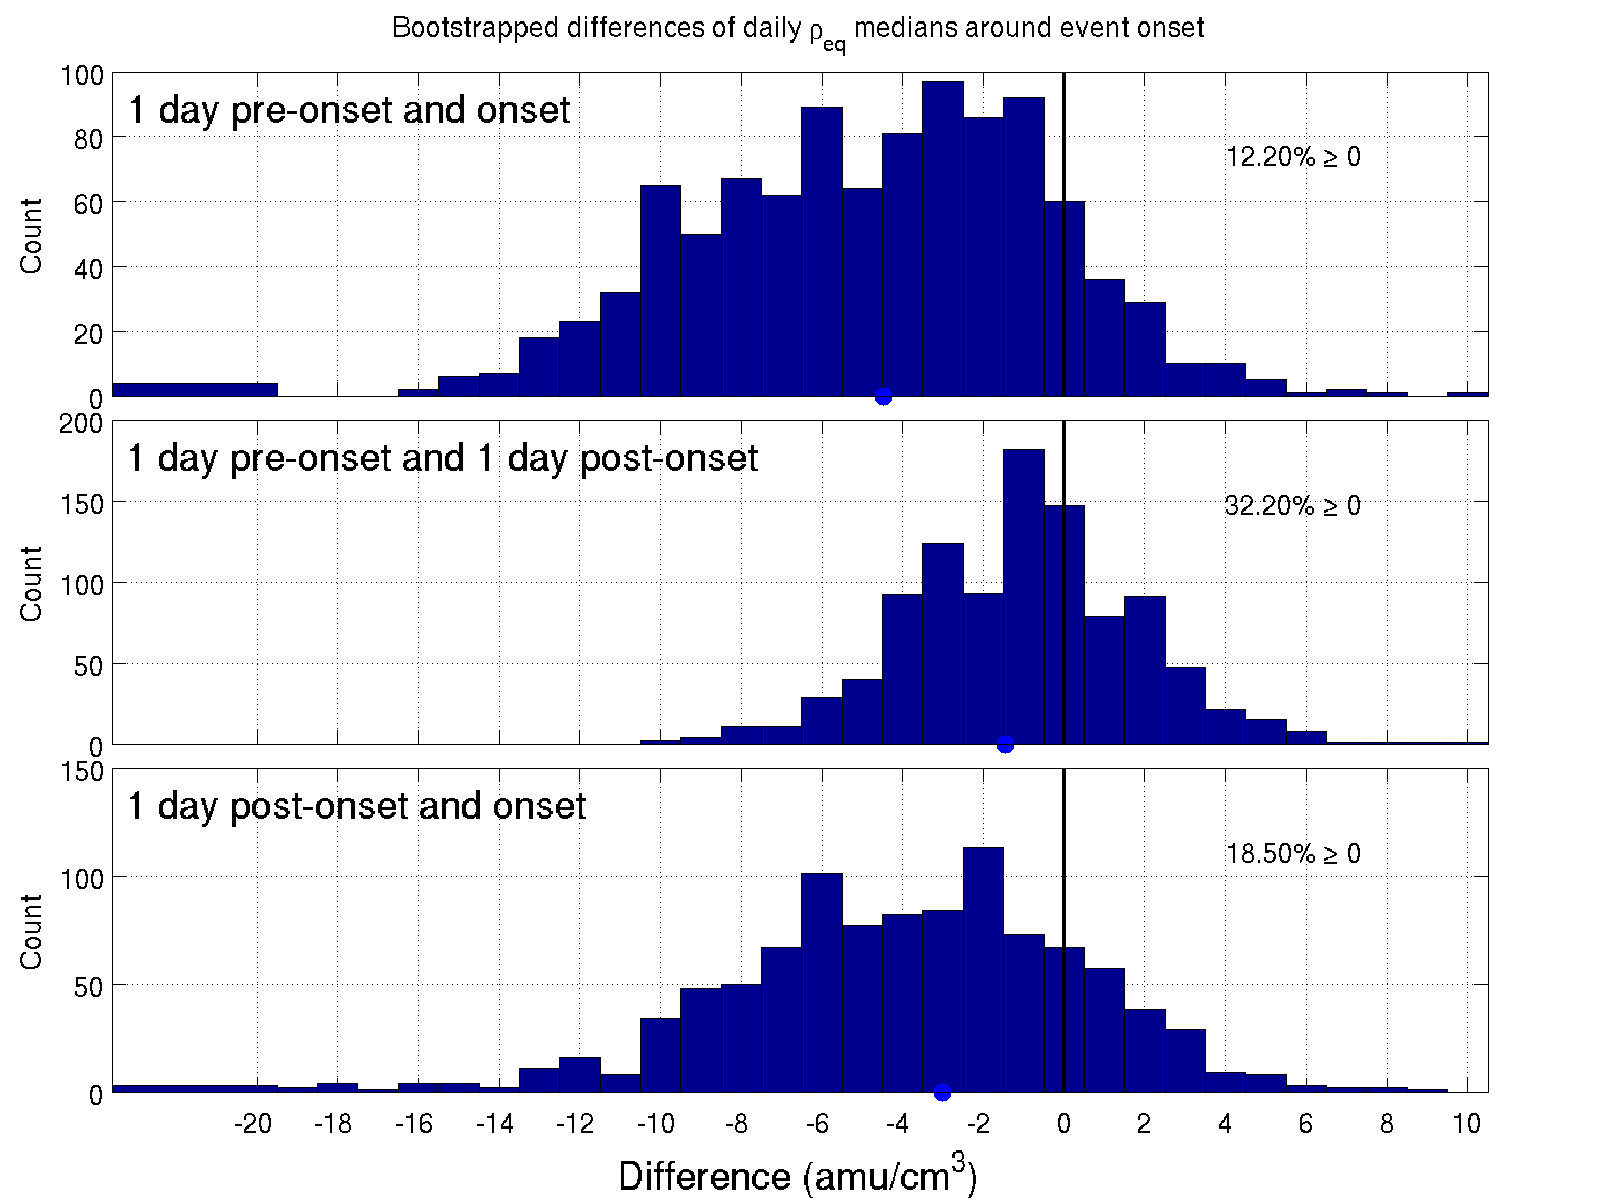 Bootstrapped differences of daily ρeq medians around event onset
100
80
60
40
20
0
Count
1 day pre-onset and onset
12.20% ≥ 0
200
150
100
50
0
Count
1 day pre-onset and 1 day post-onset
32.20% ≥ 0
150
100
50
0
Count
1 day post-onset and onset
18.50% ≥ 0
-20 -18 -16 -14 -12 -10 -8 -6 -4 -2 0 2 4 6 8 10
Difference (amu/cm³)